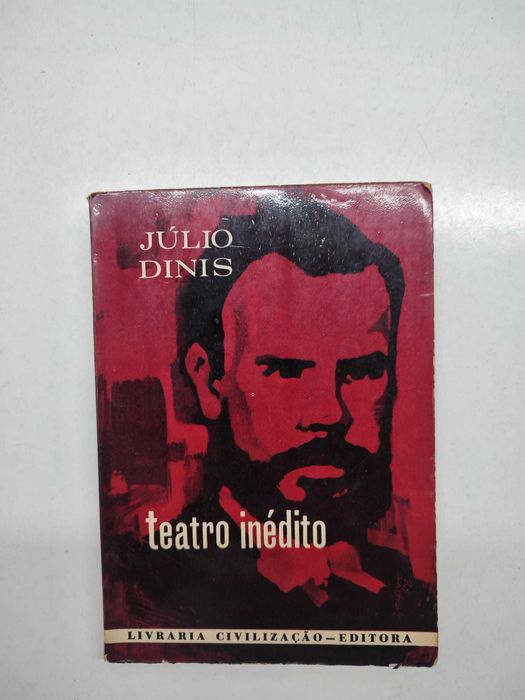 JÚLIO
DINIS
teatro inédito
LIVRARIA CIVILIZAÇÃO—EDITORA